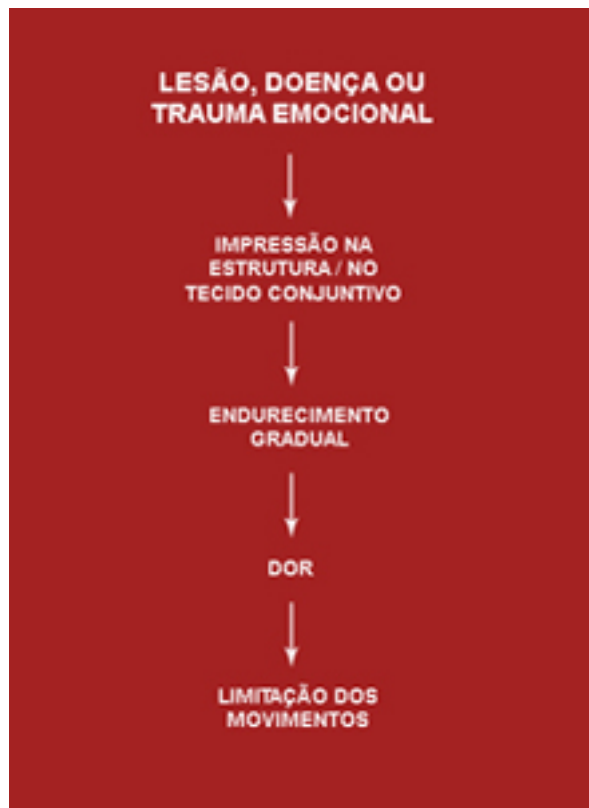 LESÃO, DOENÇA OU
TRAUMA EMOCIONAL
IMPRESSÃO NA
ESTRUTURA / NO
TECIDO CONJUNTIVO
ENDURECIMENTO
GRADUAL
DOR
LIMITAÇÃO DOS
MOVIMENTOS